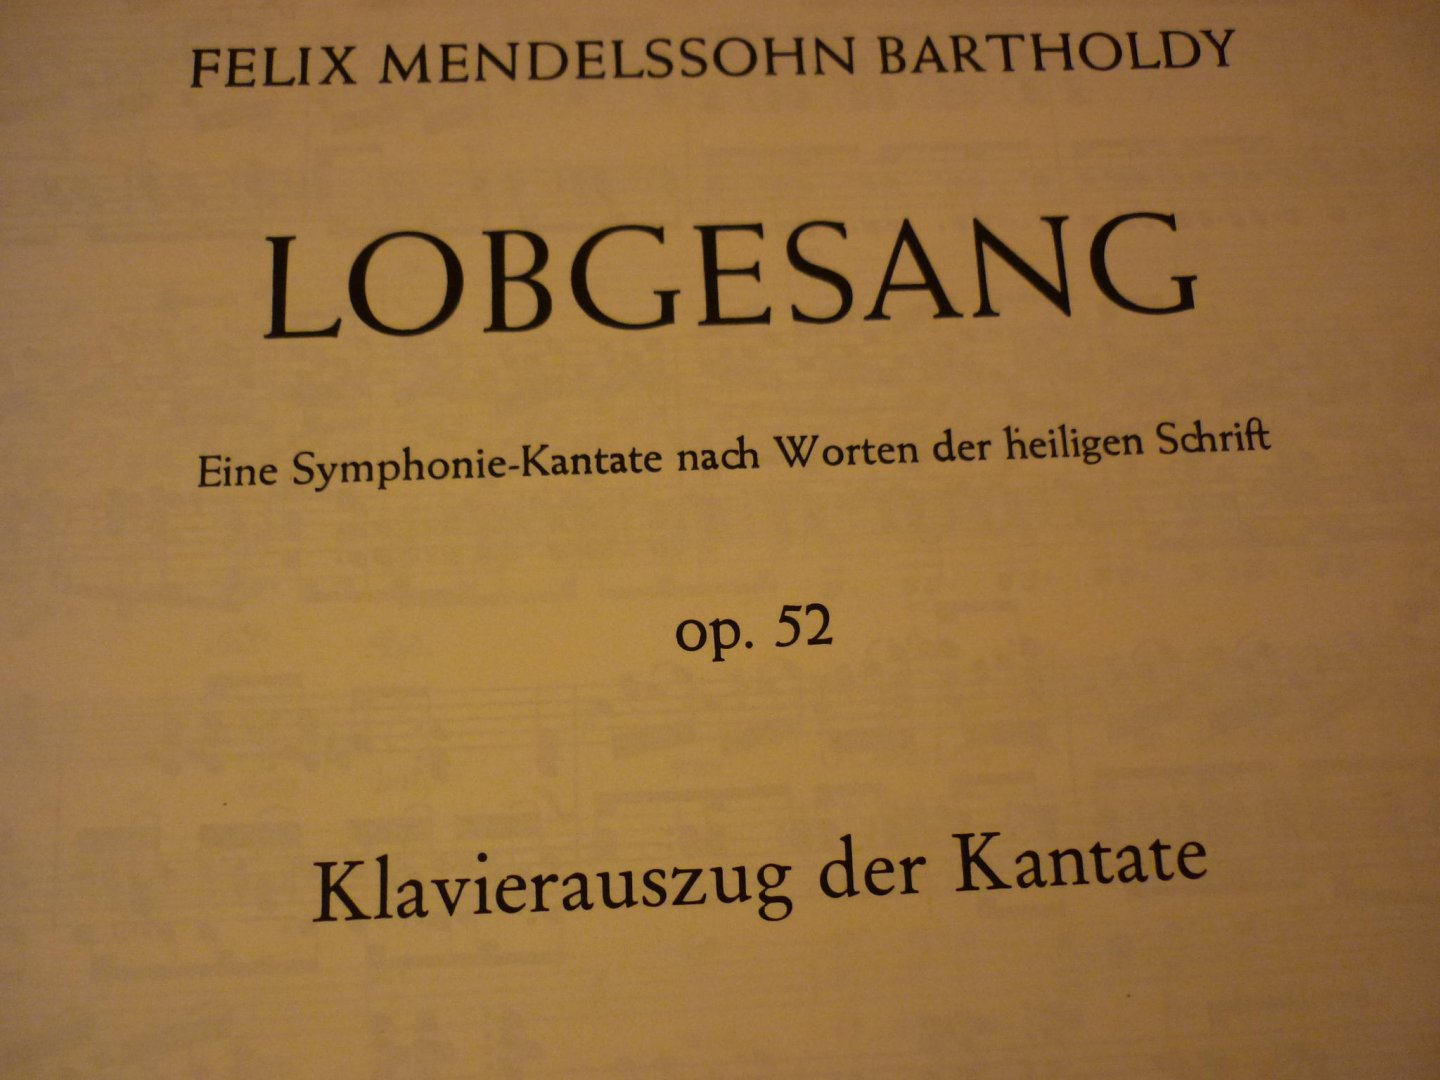 FELIX MENDELSSOHN BARTHOLDY
LOBGESANG
Eine Symphonie-Kantate nach Worten der heiligen Schrift
op. 52
Klavierauszug der Kantate